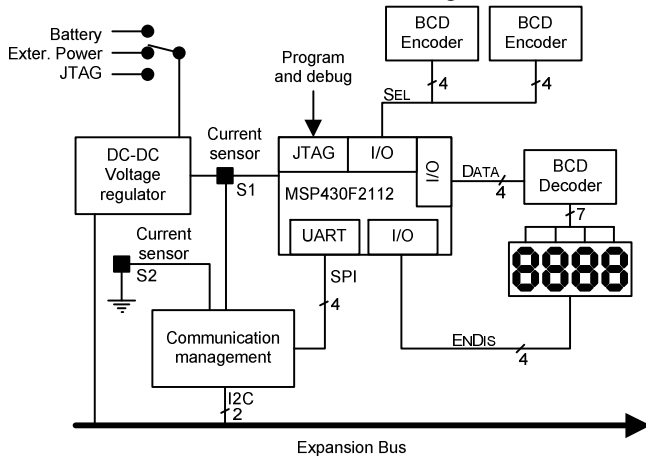 Battery
Exter. Power
JTAG
BCD
Encoder
BCD
Encoder
4
4
Program
and debug
SEL
Current
sensor
S1
DC-DC
Voltage
regulator
JTAG
I/O
I/O
MSP430F2112
DATA
4
BCD
Decoder
7
UART
I/O
Current
sensor
S2
SPI
4
8888
Communication
management
ENDIS
4
I2C
2
Expansion Bus